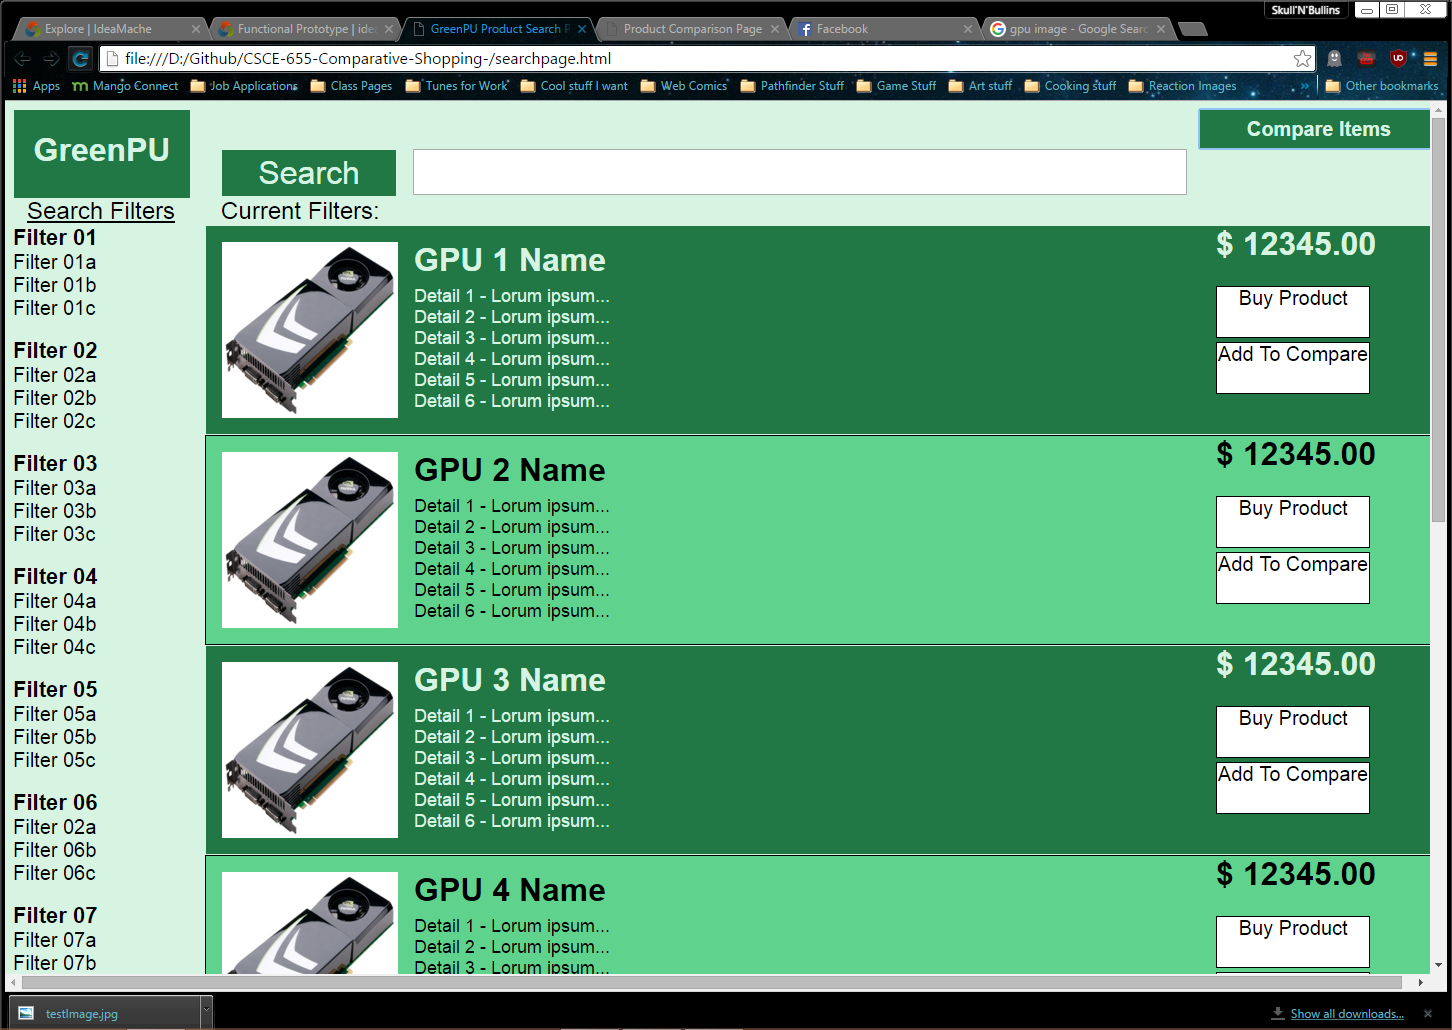 Skull'N'Bullins
Explore | IdeaMache
Functional Prototype | ide
GreenPU Product Search P
Product Comparison Page
Facebook
gpu image - Google Searc
file:///D:/Github/CSCE-655-Comparative-Shopping-/searchpage.html
Apps
Mango Connect
Job Applications
Class Pages
Tunes for Work
Cool stuff I want
Web Comics
Pathfinder Stuff
Game Stuff
Art stuff
Cooking stuff
Reaction Images
»
Other bookmarks
GreenPU
Compare Items
Search
Search Filters
Current Filters:
Filter 01
Filter 01a
Filter 01b
Filter 01c
Filter 02
Filter 02a
Filter 02b
Filter 02c
Filter 03
Filter 03a
Filter 03b
Filter 03c
Filter 04
Filter 04a
Filter 04b
Filter 04c
Filter 05
Filter 05a
Filter 05b
Filter 05c
Filter 06
Filter 02a
Filter 06b
Filter 06c
Filter 07
Filter 07a
Filter 07b
GPU 1 Name
Detail 1 - Lorum ipsum...
Detail 2 - Lorum ipsum...
Detail 3 - Lorum ipsum...
Detail 4 - Lorum ipsum...
Detail 5 - Lorum ipsum...
Detail 6 - Lorum ipsum...
$ 12345.00
Buy Product
Add To Compare
GPU 2 Name
Detail 1 - Lorum ipsum...
Detail 2 - Lorum ipsum...
Detail 3 - Lorum ipsum...
Detail 4 - Lorum ipsum...
Detail 5 - Lorum ipsum...
Detail 6 - Lorum ipsum...
$ 12345.00
Buy Product
Add To Compare
GPU 3 Name
Detail 1 - Lorum ipsum...
Detail 2 - Lorum ipsum...
Detail 3 - Lorum ipsum...
Detail 4 - Lorum ipsum...
Detail 5 - Lorum ipsum...
Detail 6 - Lorum ipsum...
$ 12345.00
Buy Product
Add To Compare
GPU 4 Name
Detail 1 - Lorum ipsum...
Detail 2 - Lorum ipsum...
Detail 3 - Lorum ipsum...
$ 12345.00
Buy Product
testImage.jpg
Show all downloads...